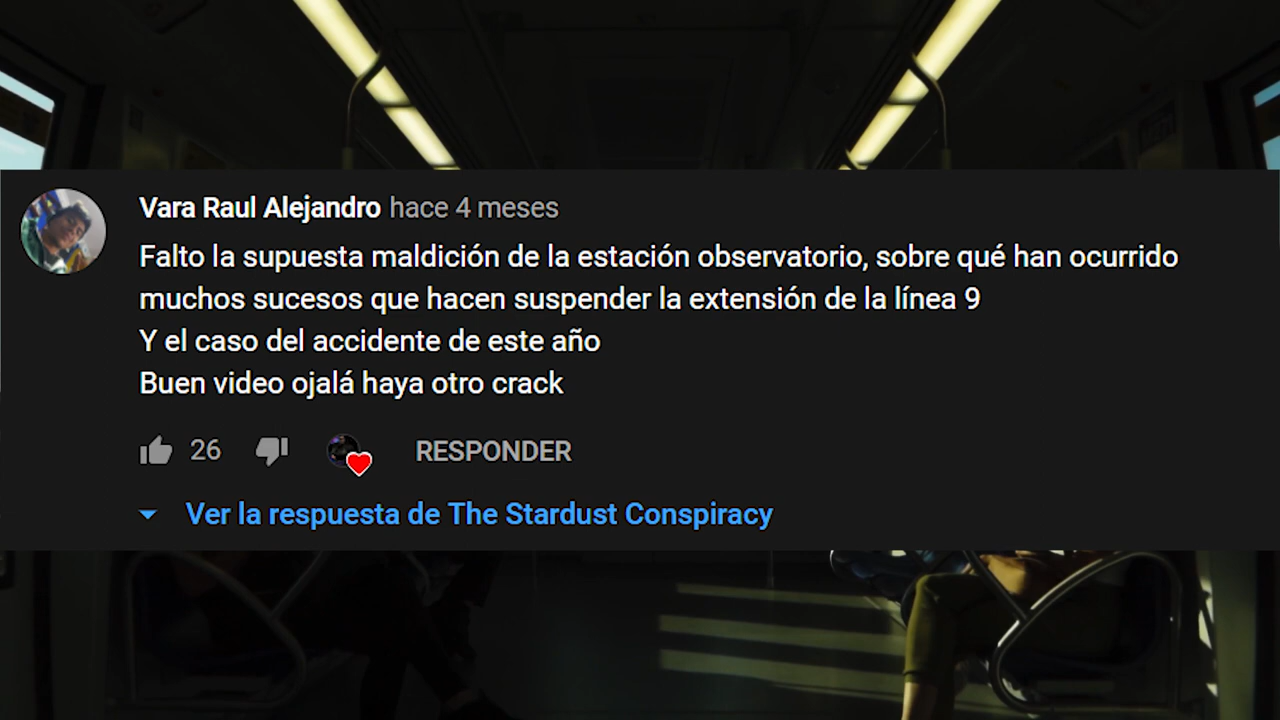 Vara Raul Alejandro hace 4 meses
Falto la supuesta maldición de la estación observatorio, sobre qué han ocurrido
muchos sucesos que hacen suspender la extensión de la línea 9
Y el caso del accidente de este año
Buen video ojalá haya otro crack
26 RESPONDER
Ver la respuesta de The Stardust Conspiracy